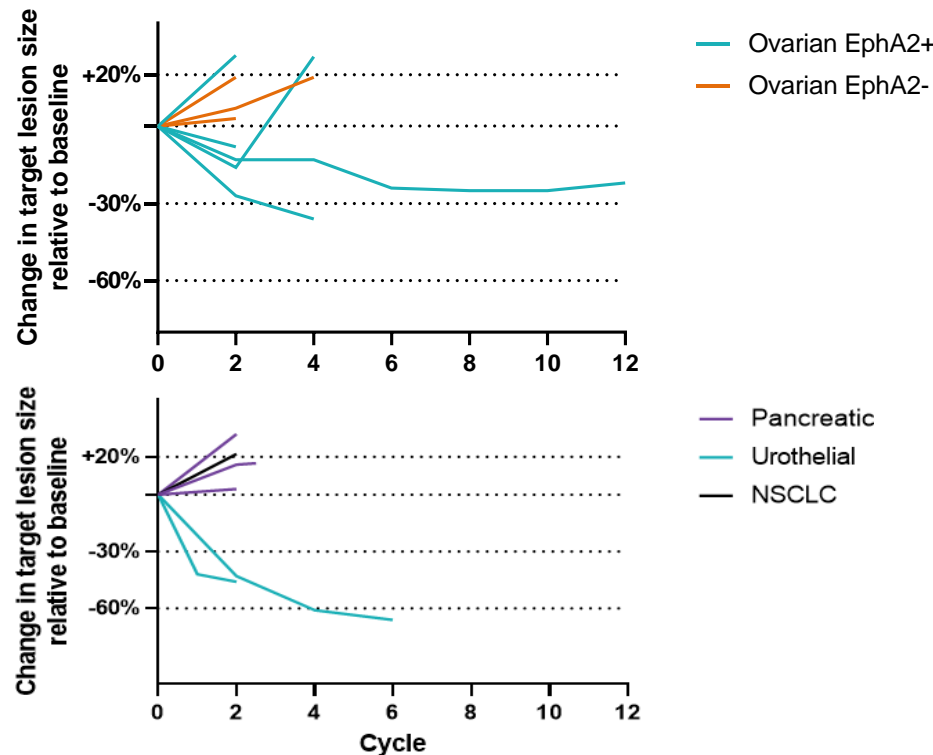 Change in target lesion size
relative to baseline
+20%
-30%
-60%
0 2 4 6 8 10 12
Ovarian EphA2+
Ovarian EphA2-
Change in target lesion size
relative to baseline
+20%
-30%
-60%
0 2 4 6 8 10 12
Cycle
Pancreatic
Urothelial
NSCLC